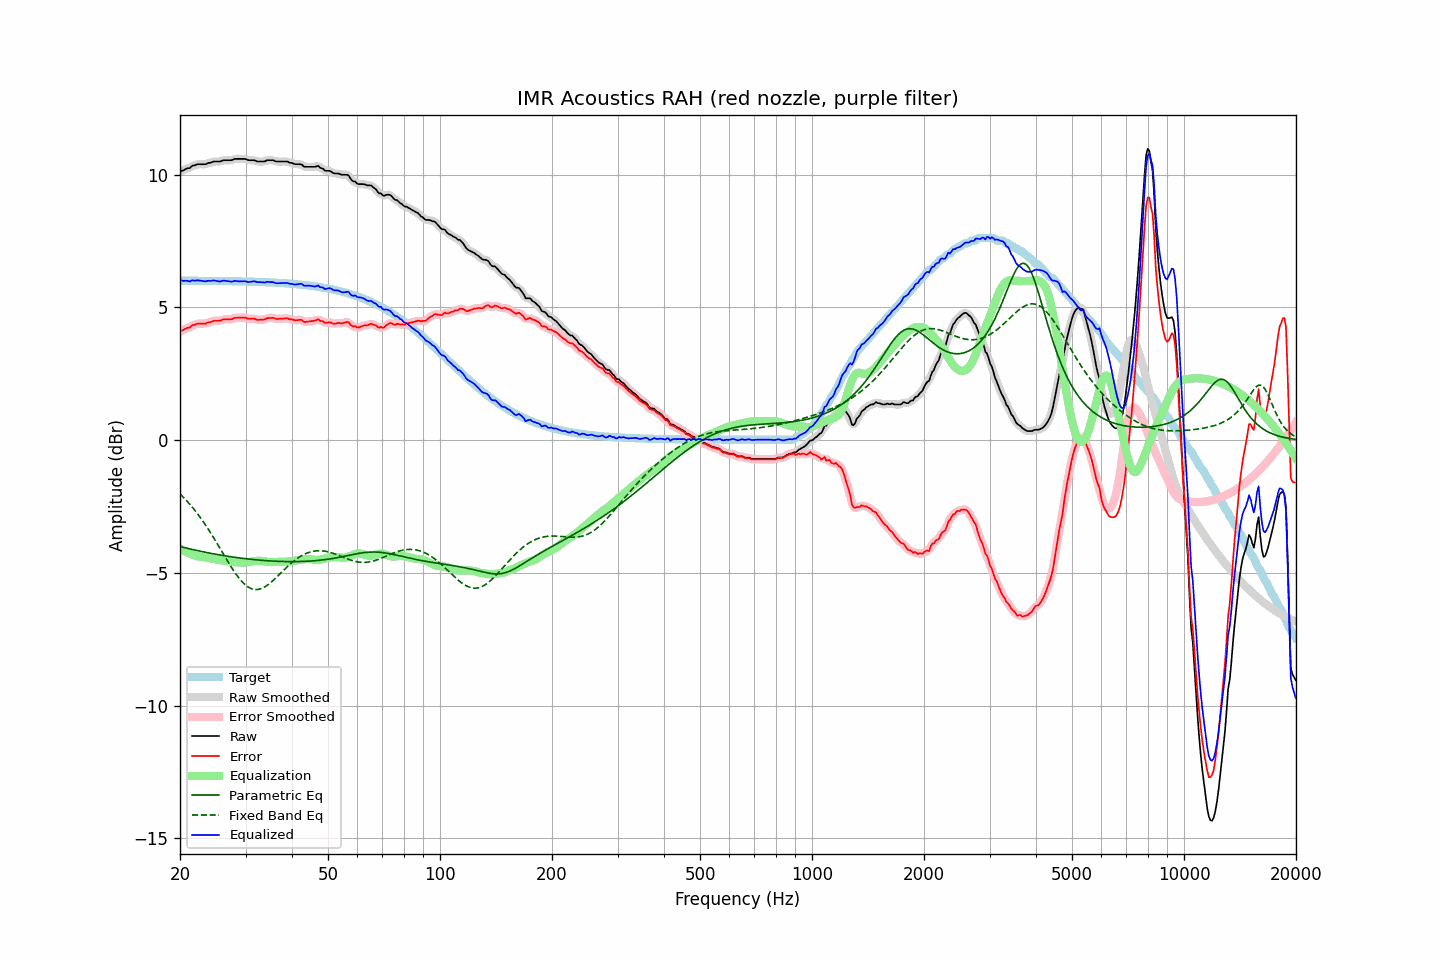 IMR Acoustics RAH (red nozzle, purple filter)
Amplitude (dBr)
10
5
0
−5
−10
−15
Target
Raw Smoothed
Error Smoothed
Raw
Error
Equalization
Parametric Eq
Fixed Band Eq
Equalized
20 50 100 200 500 1000 2000 5000 10000 20000
Frequency (Hz)